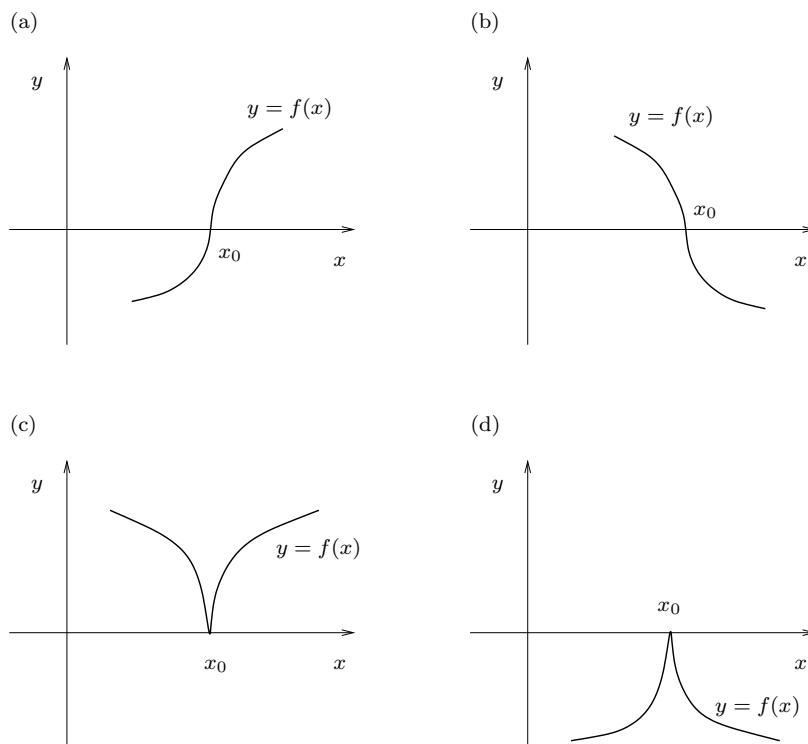 (a)
y
y = f(x)
x₀
x
(b)
y
y = f(x)
x₀
x
(c)
y
y = f(x)
x₀
x
(d)
y
x₀
x
y = f(x)